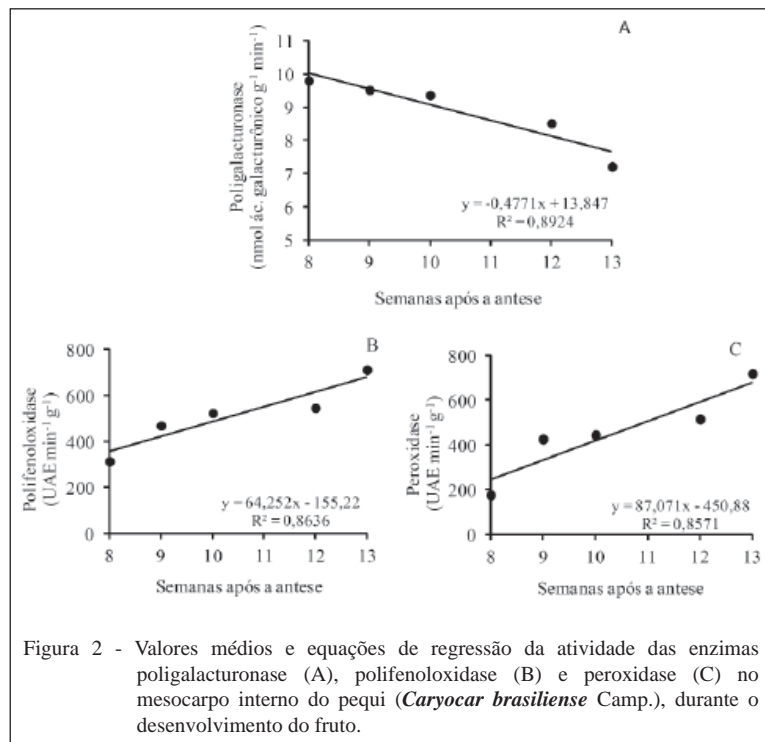 A
11
10
9
8
7
6
5
Poligalacturonase
(nmol ác. galacturônico g⁻¹ min⁻¹)
y = -0,4771x + 13,847
R² = 0,8924
8 9 10 11 12 13
Semanas após a antese
B
800
600
400
200
0
Polifenoloxidase
(UAE min⁻¹ g⁻¹)
y = 64,252x - 155,22
R² = 0,8636
8 9 10 11 12 13
Semanas após a antese
C
800
600
400
200
0
Peroxidase
(UAE min⁻¹ g⁻¹)
y = 87,071x - 450,88
R² = 0,8571
8 9 10 11 12 13
Semanas após a antese
Figura 2 - Valores médios e equações de regressão da atividade das enzimas
poligalacturonase (A), polifenoloxidase (B) e peroxidase (C) no
mesocarpo interno do pequi (Caryocar brasiliense Camp.), durante o
desenvolvimento do fruto.